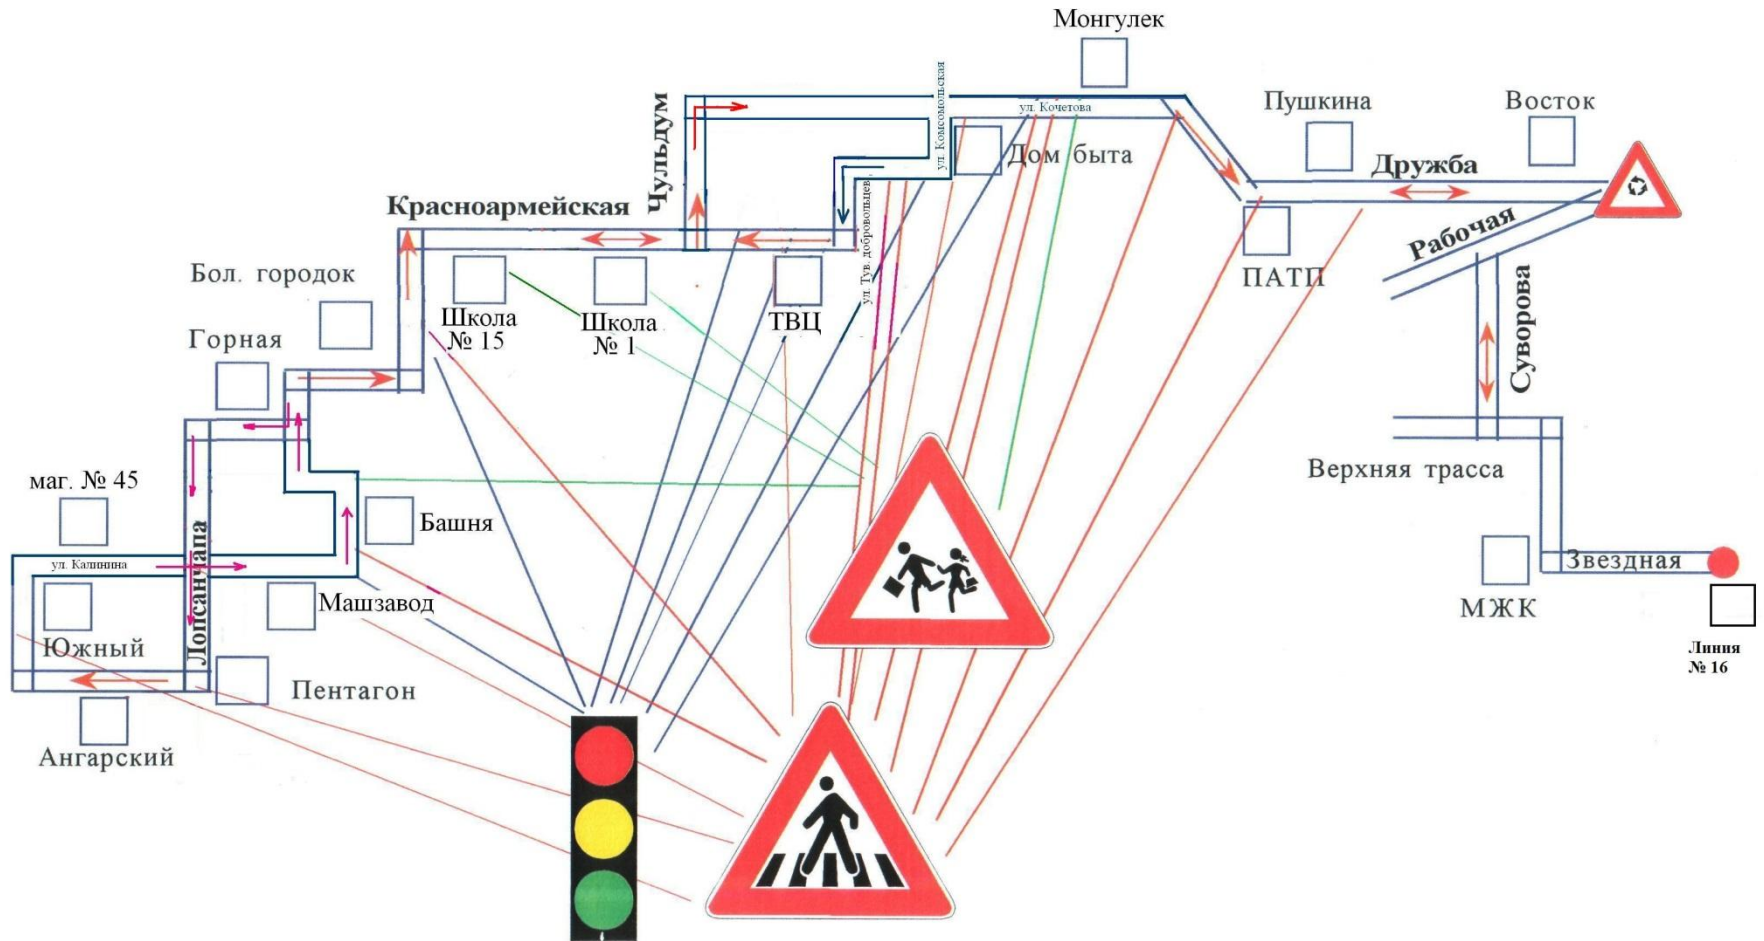 Монгулек
Чульдум
ул. Комсомольская
ул. Кочетова
Пушкина
Восток
Дом быта
Дружба
Красноармейская
ул. Тув. добровольцев
Рабочая
Бол. городок
ПАТП
Школа
№ 15
Школа
№ 1
ТВЦ
Горная
Суворова
маг. № 45
Верхняя трасса
Башня
Лопсанчапа
ул. Калинина
Звездная
Машзавод
МЖК
Южный
Линия
№ 16
Пентагон
Ангарский